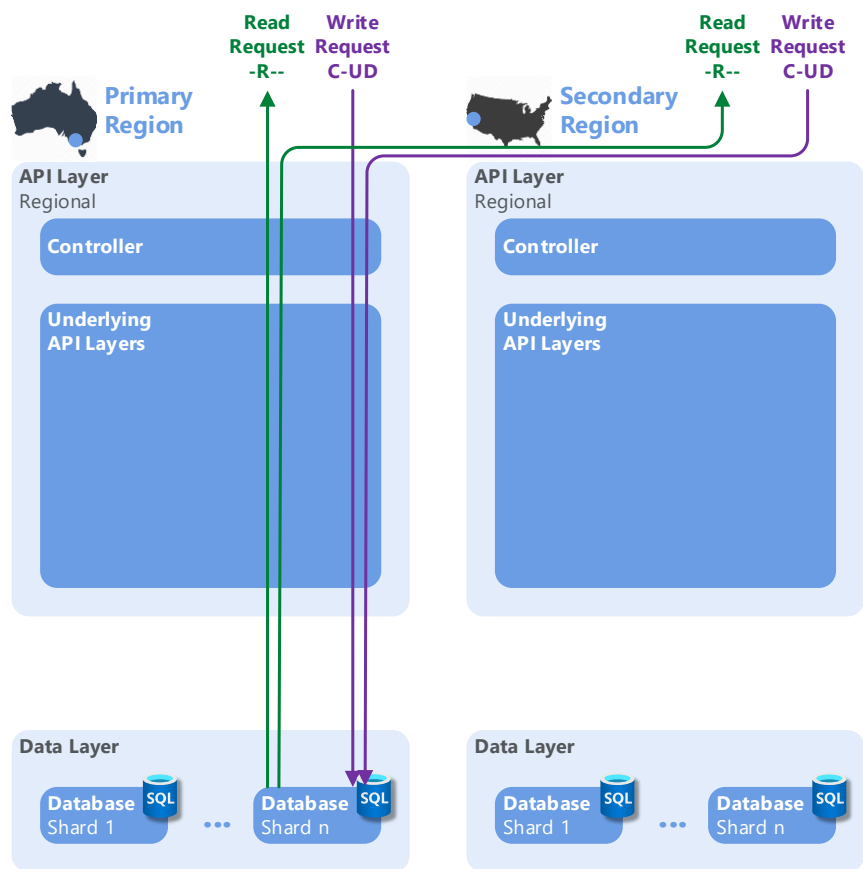 Read
Request
-R--
Write
Request
C-UD
Read
Request
-R--
Write
Request
C-UD
Primary
Region
Secondary
Region
API Layer
Regional
Controller
Underlying
API Layers
API Layer
Regional
Controller
Underlying
API Layers
Data Layer
Database
Shard 1
SQL
...
Database
Shard n
SQL
Data Layer
Database
Shard 1
SQL
...
Database
Shard n
SQL